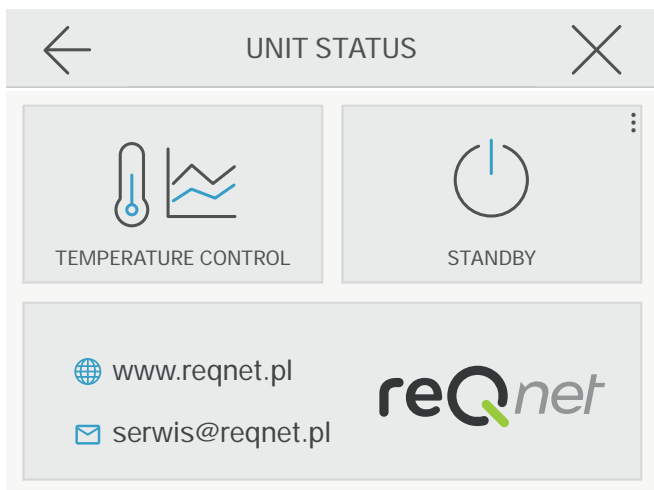 UNIT STATUS
TEMPERATURE CONTROL
STANDBY
www.reqnet.pl
serwis@reqnet.pl
reQnet